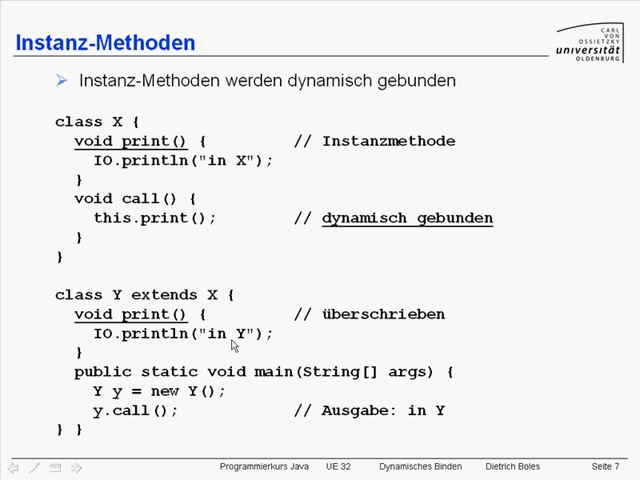 Instanz-Methoden
CARL
VON
OSSIETZKY
universität
OLDENBURG
Instanz-Methoden werden dynamisch gebunden
class X {
void print() { // Instanzmethode
IO.println("in X");
}
void call() {
this.print(); // dynamisch gebunden
}
}
class Y extends X {
void print() { // überschrieben
IO.println("in Y");
}
public static void main(String[] args) {
Y y = new Y();
y.call(); // Ausgabe: in Y
} }
Programmierkurs Java UE 32 Dynamisches Binden Dietrich Boles Seite 7